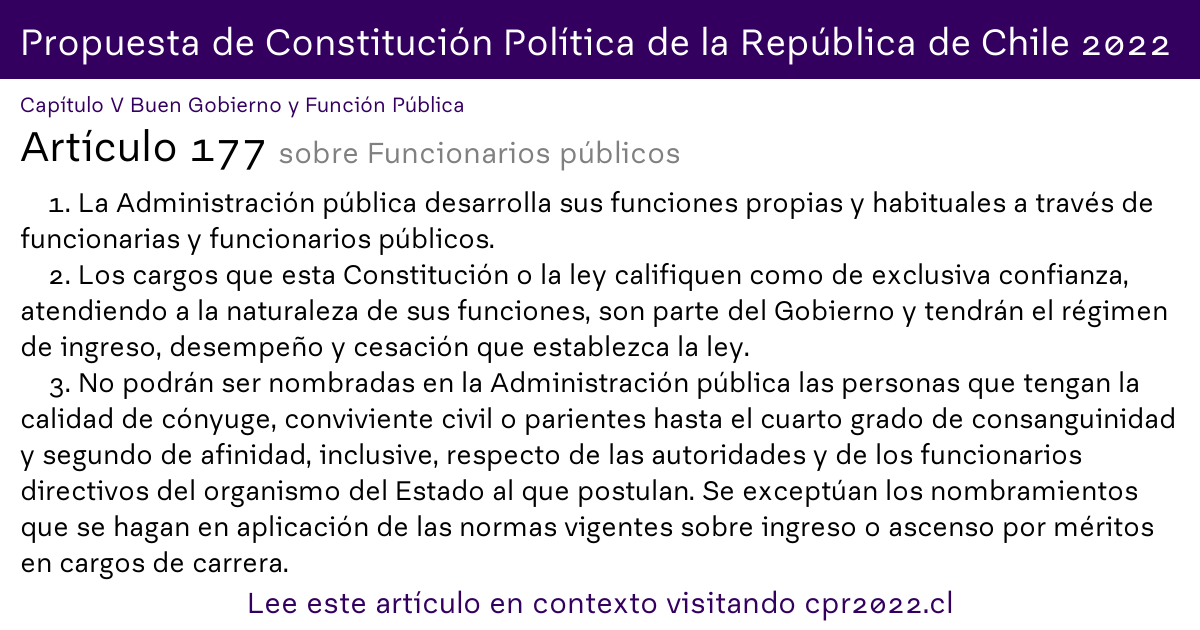 Propuesta de Constitución Política de la República de Chile 2022
Capítulo V Buen Gobierno y Función Pública
Artículo 177 sobre Funcionarios públicos
1. La Administración pública desarrolla sus funciones propias y habituales a través de
funcionarias y funcionarios públicos.
2. Los cargos que esta Constitución o la ley califiquen como de exclusiva confianza,
atendiendo a la naturaleza de sus funciones, son parte del Gobierno y tendrán el régimen
de ingreso, desempeño y cesación que establezca la ley.
3. No podrán ser nombradas en la Administración pública las personas que tengan la
calidad de cónyuge, conviviente civil o parientes hasta el cuarto grado de consanguinidad
y segundo de afinidad, inclusive, respecto de las autoridades y de los funcionarios
directivos del organismo del Estado al que postulan. Se exceptúan los nombramientos
que se hagan en aplicación de las normas vigentes sobre ingreso o ascenso por méritos
en cargos de carrera.
Lee este artículo en contexto visitando cpr2022.cl